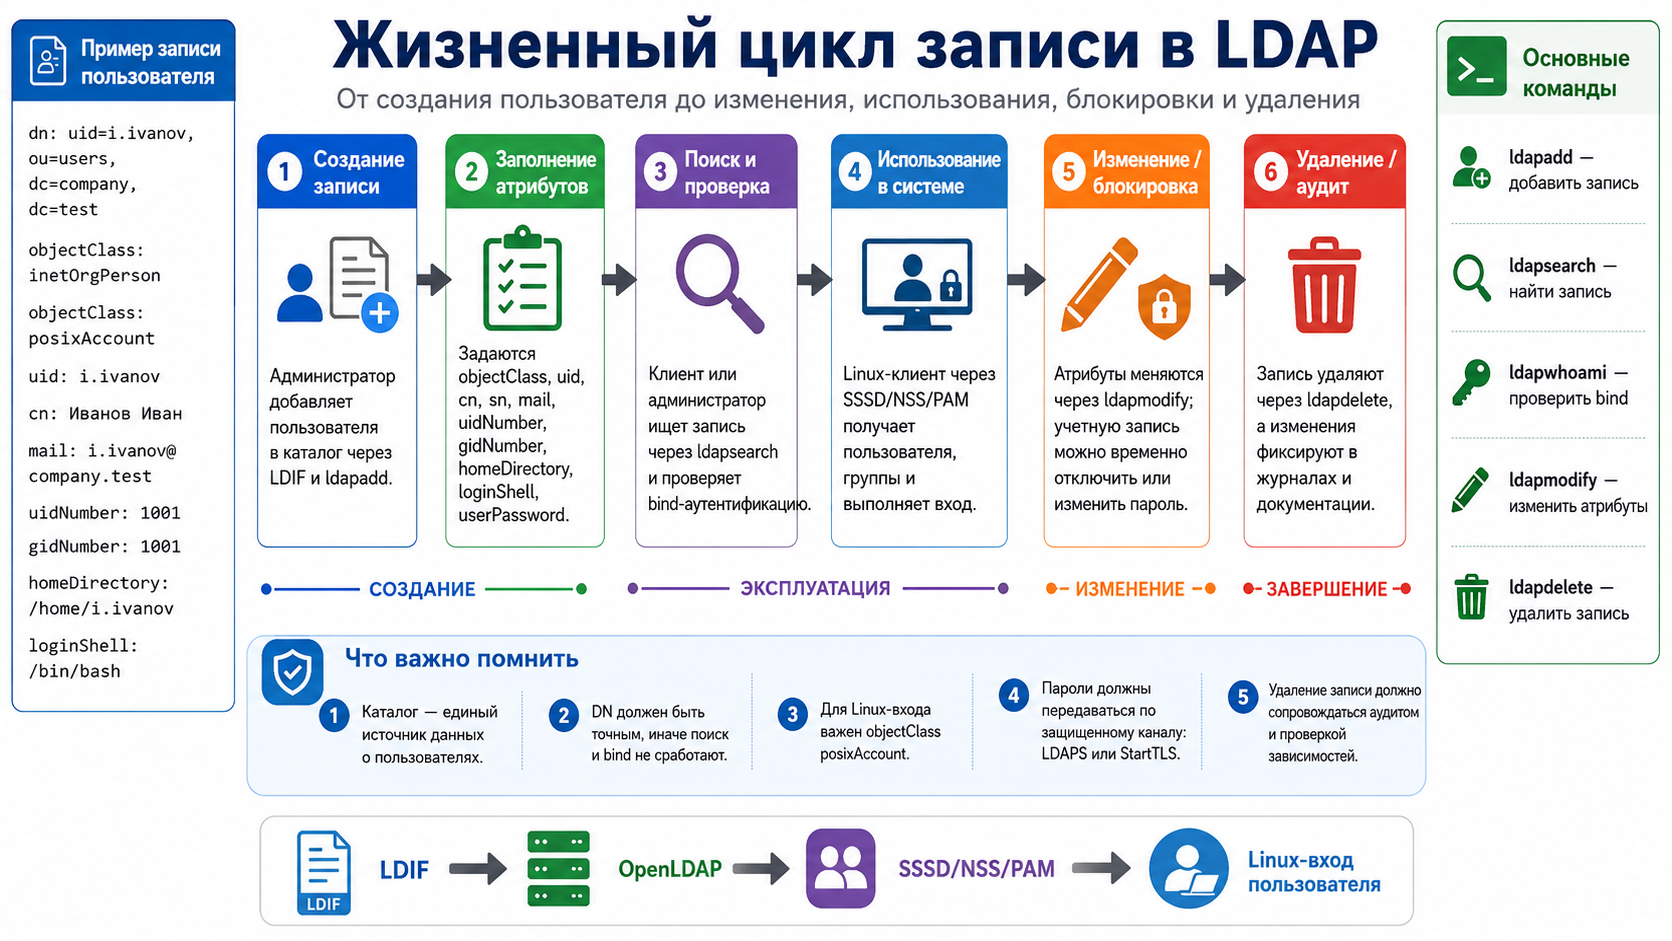 Жизненный цикл записи в LDAP
От создания пользователя до изменения, использования, блокировки и удаления
Пример записи
пользователя
dn: uid=i.ivanov,
ou=users,
dc=company,
dc=test
objectClass:
inetOrgPerson
objectClass:
posixAccount
uid: i.ivanov
cn: Иванов Иван
mail: i.ivanov@
company.test
uidNumber: 1001
gidNumber: 1001
homeDirectory:
/home/i.ivanov
loginShell:
/bin/bash
1 Создание
записи
Администратор
добавляет
пользователя
в каталог через
LDIF и ldapadd.
2 Заполнение
атрибутов
Задаются
objectClass, uid,
cn, sn, mail,
uidNumber,
gidNumber,
homeDirectory,
loginShell,
userPassword.
3 Поиск и
проверка
Клиент или
администратор
ищет запись
через ldapsearch
и проверяет
bind-аутентификацию.
4 Использование
в системе
Linux-клиент через
SSSD/NSS/PAM
получает
пользователя,
группы и
выполняет вход.
5 Изменение /
блокировка
Атрибуты меняются
через ldapmodify;
учетную запись
можно временно
отключить или
изменить пароль.
6 Удаление /
аудит
Запись удаляют
через ldapdelete,
а изменения
фиксируют в
журналах и
документации.
СОЗДАНИЕ
ЭКСПЛУАТАЦИЯ
ИЗМЕНЕНИЕ
ЗАВЕРШЕНИЕ
Основные
команды
ldapadd —
добавить запись
ldapsearch —
найти запись
ldapwhoami —
проверить bind
ldapmodify —
изменить атрибуты
ldapdelete —
удалить запись
Что важно помнить
1 Каталог — единый
источник данных
о пользователях.
2 DN должен быть
точным, иначе поиск
и bind не сработают.
3 Для Linux-входа
важен objectClass
posixAccount.
4 Пароли должны
передаваться по
защищенному каналу:
LDAPS или StartTLS.
5 Удаление записи должно
сопровождаться аудитом
и проверкой
зависимостей.
LDIF
LDIF
OpenLDAP
SSSD/NSS/PAM
Linux-вход
пользователя